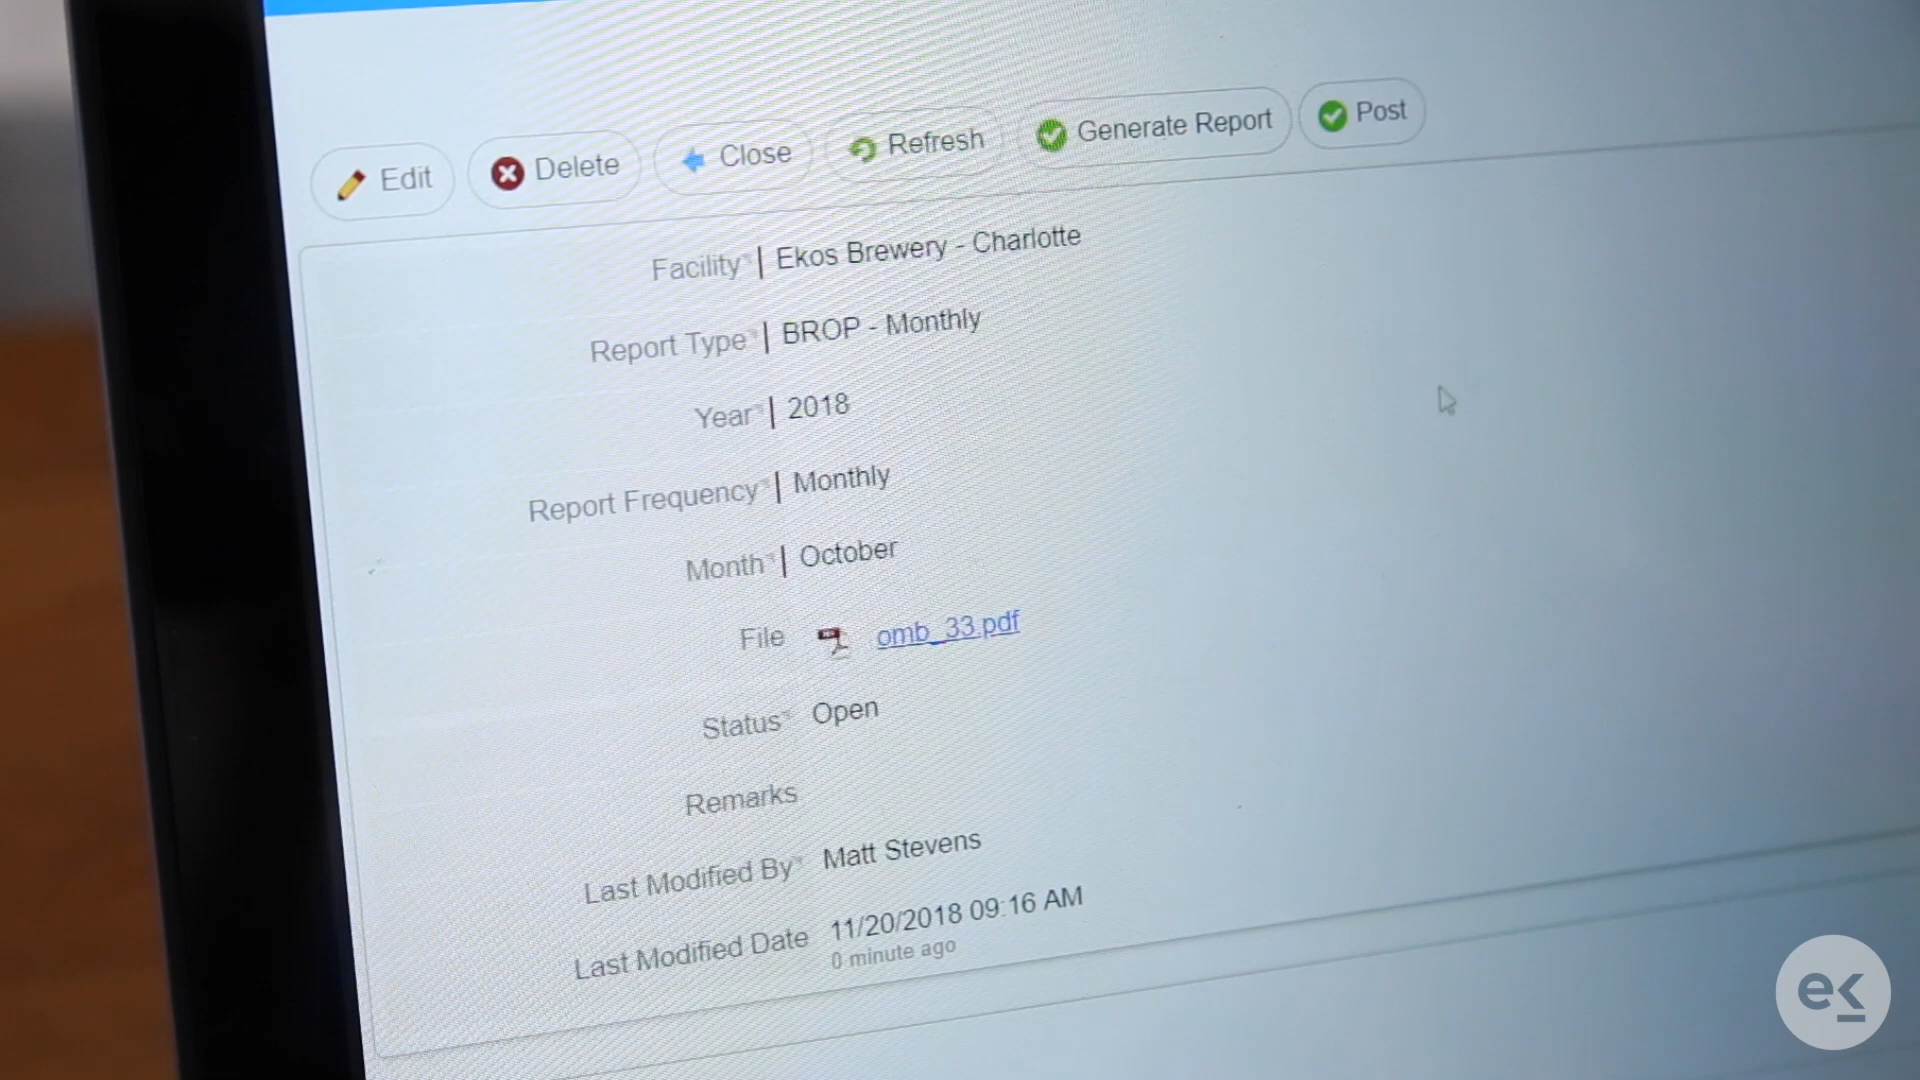 Edit Delete Close Refresh Generate Report Post
Facility* | Ekos Brewery - Charlotte
Report Type* | BROP - Monthly
Year* | 2018
Report Frequency* | Monthly
Month* | October
File omb_33.pdf
Status* Open
Remarks
Last Modified By* Matt Stevens
Last Modified Date 11/20/2018 09:16 AM
0 minute ago
ek